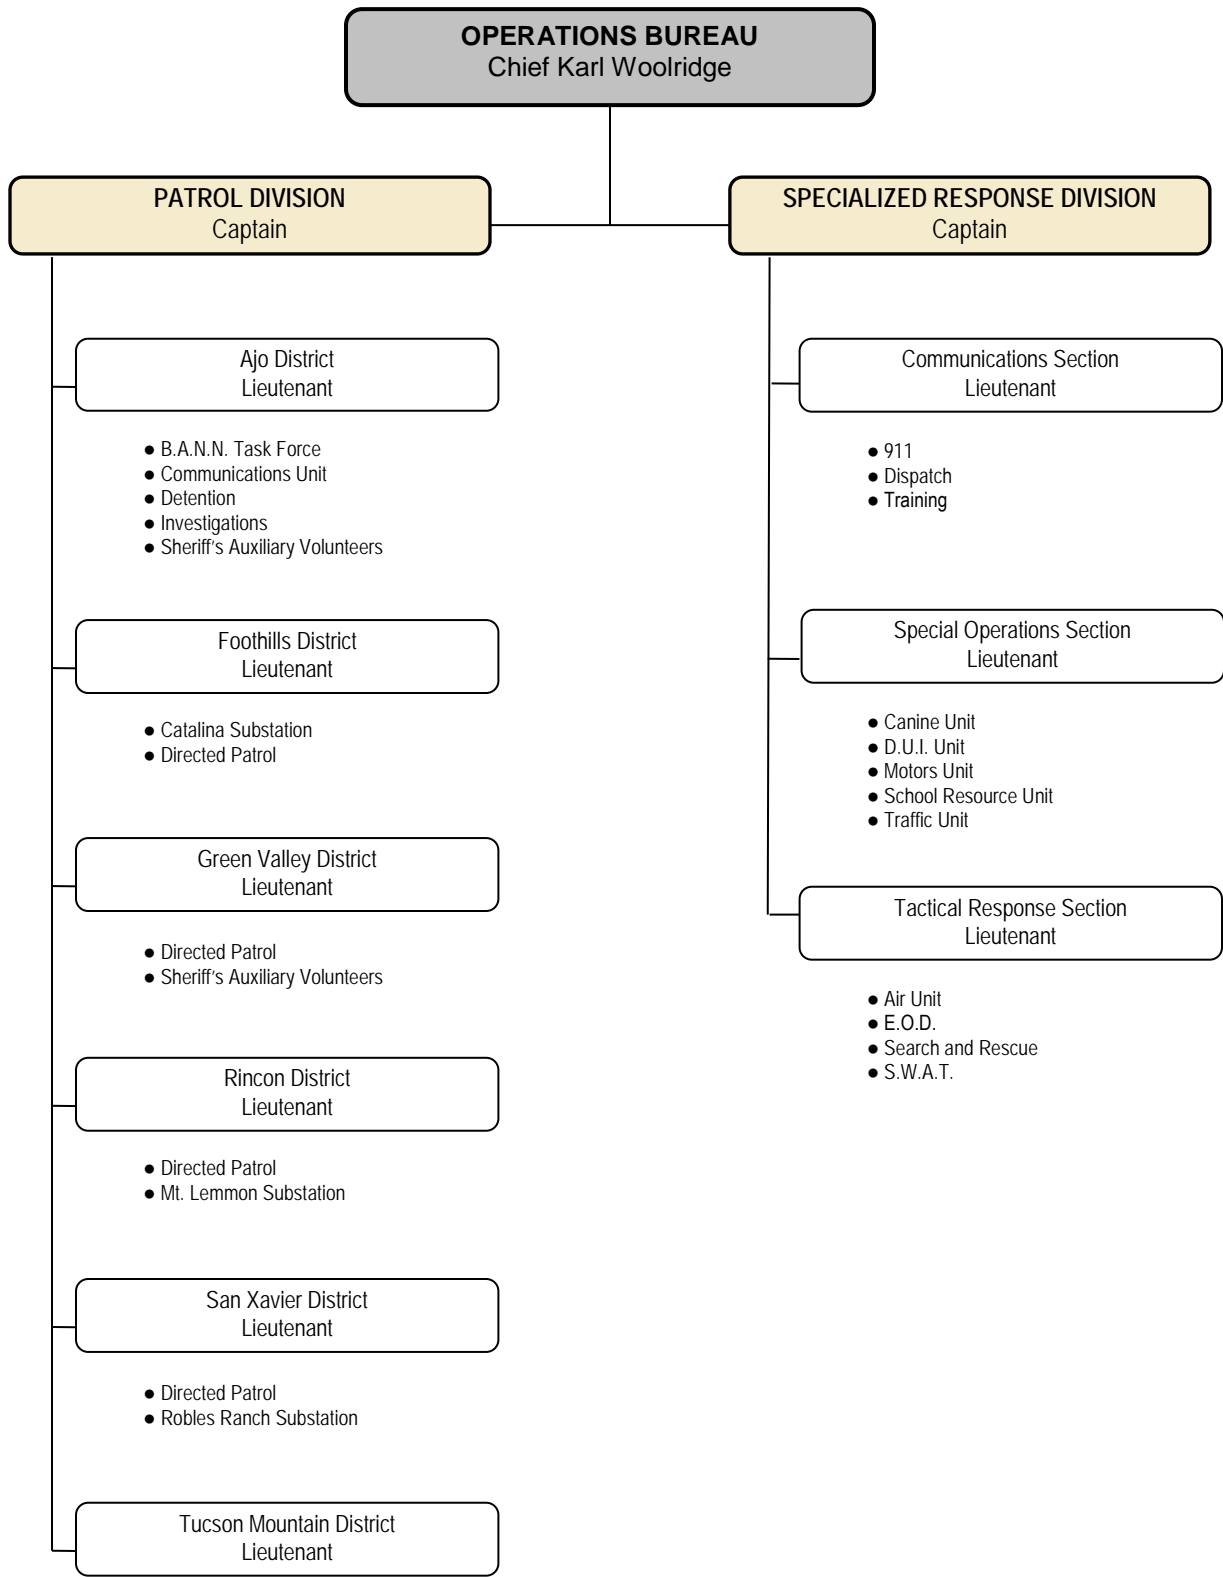 OPERATIONS BUREAU
Chief Karl Woolridge
PATROL DIVISION
Captain
Ajo District
Lieutenant
● B.A.N.N. Task Force
● Communications Unit
● Detention
● Investigations
● Sheriff's Auxiliary Volunteers
Foothills District
Lieutenant
● Catalina Substation
● Directed Patrol
Green Valley District
Lieutenant
● Directed Patrol
● Sheriff's Auxiliary Volunteers
Rincon District
Lieutenant
● Directed Patrol
● Mt. Lemmon Substation
San Xavier District
Lieutenant
● Directed Patrol
● Robles Ranch Substation
Tucson Mountain District
Lieutenant
SPECIALIZED RESPONSE DIVISION
Captain
Communications Section
Lieutenant
● 911
● Dispatch
● Training
Special Operations Section
Lieutenant
● Canine Unit
● D.U.I. Unit
● Motors Unit
● School Resource Unit
● Traffic Unit
Tactical Response Section
Lieutenant
● Air Unit
● E.O.D.
● Search and Rescue
● S.W.A.T.